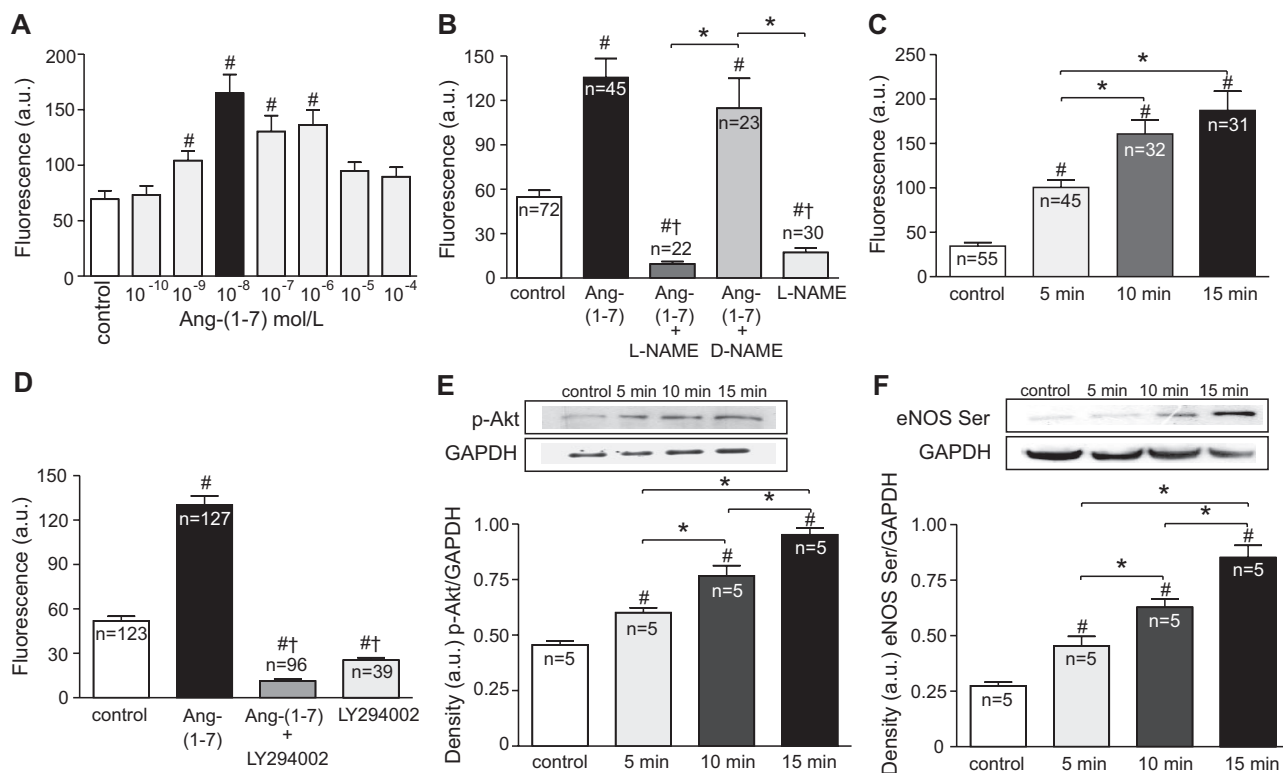 A
Fluorescence (a.u.)
200
150
100
50
0
# # # #
control 10⁻¹⁰ 10⁻⁹ 10⁻⁸ 10⁻⁷ 10⁻⁶ 10⁻⁵ 10⁻⁴
Ang-(1-7) mol/L
B
Fluorescence (a.u.)
150
120
90
60
30
0
* *
# #† # #†
n=72 n=45 n=22 n=23 n=30
control Ang- Ang- Ang- L-NAME
(1-7) (1-7) (1-7)
+ +
L-NAME D-NAME
C
Fluorescence (a.u.)
250
200
150
100
50
0
*
*
# # #
n=55 n=45 n=32 n=31
control 5 min 10 min 15 min
D
Fluorescence (a.u.)
150
120
90
60
30
0
# #† #†
n=123 n=127 n=96 n=39
control Ang- Ang-(1-7) LY294002
(1-7) +
LY294002
E
control 5 min 10 min 15 min
p-Akt
GAPDH
Density (a.u.) p-Akt/GAPDH
1.00
0.75
0.50
0.25
0
*
* *
# # #
n=5 n=5 n=5 n=5
control 5 min 10 min 15 min
F
control 5 min 10 min 15 min
eNOS Ser
GAPDH
Density (a.u.) eNOS Ser/GAPDH
1.00
0.75
0.50
0.25
0
*
* *
# # #
n=5 n=5 n=5 n=5
control 5 min 10 min 15 min